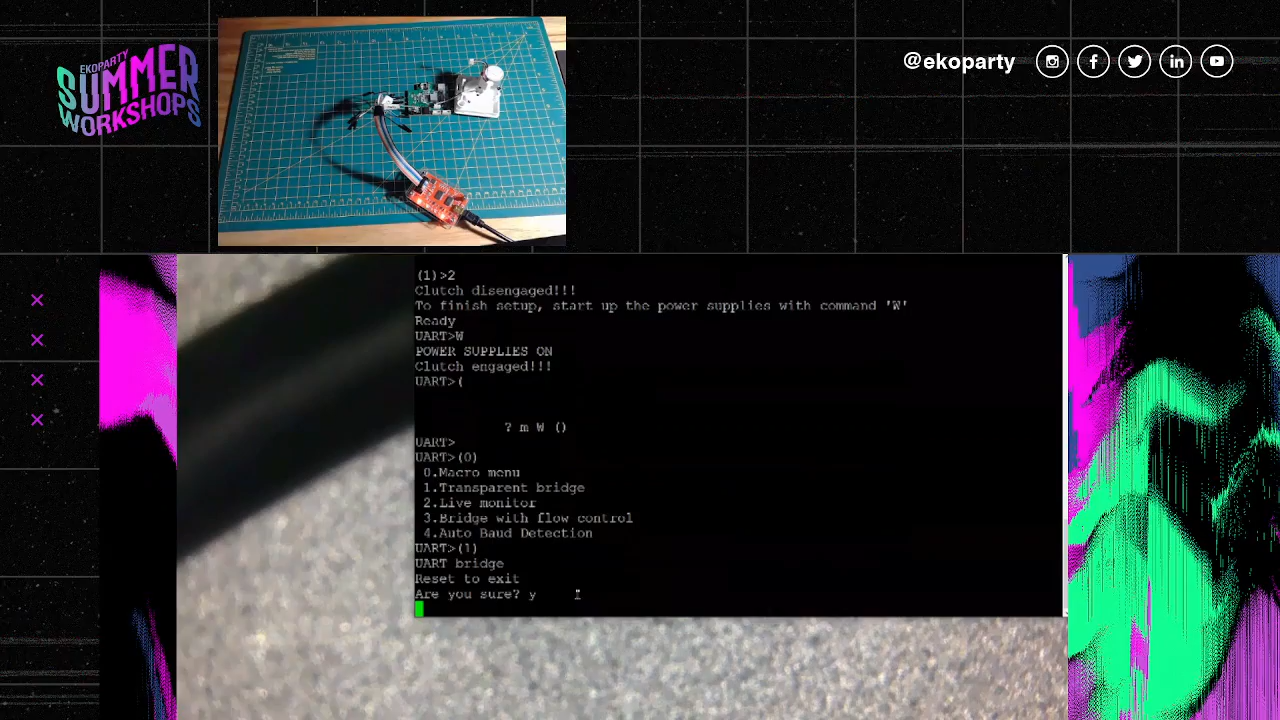 EKOPARTY
SUMMER
WORKSHOPS
@ekoparty
(1)>2
Clutch disengaged!!!
To finish setup, start up the power supplies with command 'W'
Ready
UART>W
POWER SUPPLIES ON
Clutch engaged!!!
UART>(
? m W ()
UART>
UART>(0)
0.Macro menu
1.Transparent bridge
2.Live monitor
3.Bridge with flow control
4.Auto Baud Detection
UART>(1)
UART bridge
Reset to exit
Are you sure? y